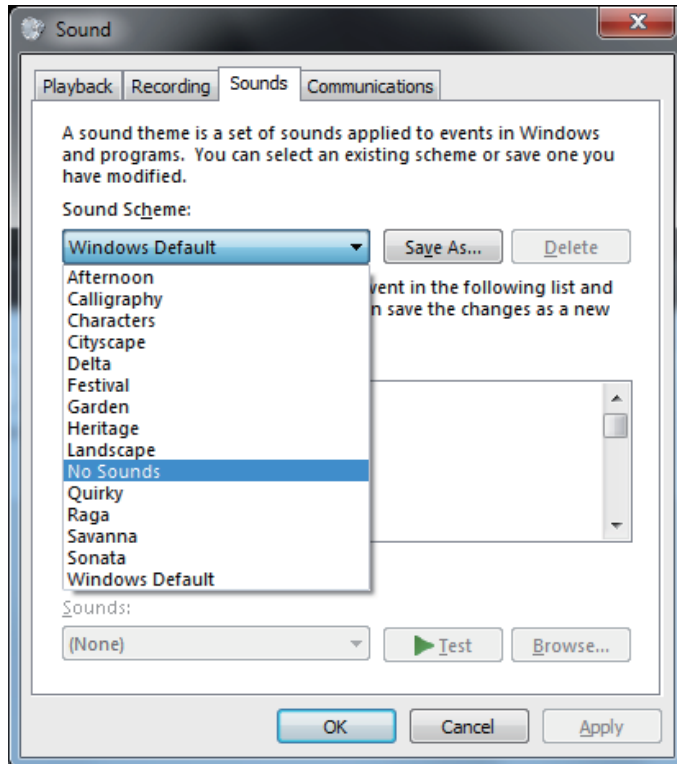 Sound
Playback Recording Sounds Communications
A sound theme is a set of sounds applied to events in Windows
and programs. You can select an existing scheme or save one you
have modified.
Sound Scheme:
Windows Default Save As... Delete
Afternoon
vent in the following list and
Calligraphy
n save the changes as a new
Characters
Cityscape
Delta
Festival
Garden
Heritage
Landscape
No Sounds
Quirky
Raga
Savanna
Sonata
Windows Default
Sounds:
(None) Test Browse...
OK Cancel Apply